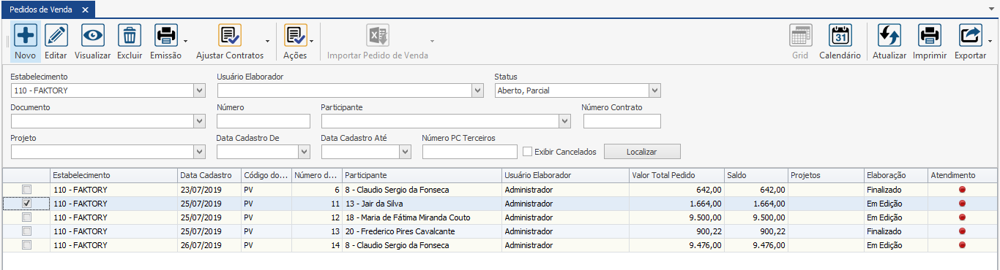 Pedidos de Venda
Novo Editar Visualizar Excluir Emissão Ajustar Contratos Ações Importar Pedido de Venda Grid 31 Calendário Atualizar Imprimir Exportar
Estabelecimento Usuário Elaborador Status
110 - FAKTORY Aberto, Parcial
Documento Número Participante Número Contrato
Projeto Data Cadastro De Data Cadastro Até Número PC Terceiros
Exibir Cancelados Localizar
Estabelecimento Data Cadastro Código do... Número d... Participante Usuário Elaborador Valor Total Pedido Saldo Projetos Elaboração Atendimento
110 - FAKTORY 23/07/2019 PV 6 8 - Claudio Sergio da Fonseca Administrador 642,00 642,00 Finalizado
110 - FAKTORY 25/07/2019 PV 11 13 - Jair da Silva Administrador 1.664,00 1.664,00 Em Edição
110 - FAKTORY 25/07/2019 PV 12 18 - Maria de Fátima Miranda Couto Administrador 9.500,00 9.500,00 Em Edição
110 - FAKTORY 25/07/2019 PV 13 20 - Frederico Pires Cavalcante Administrador 900,22 900,22 Finalizado
110 - FAKTORY 26/07/2019 PV 14 8 - Claudio Sergio da Fonseca Administrador 9.476,00 9.476,00 Em Edição